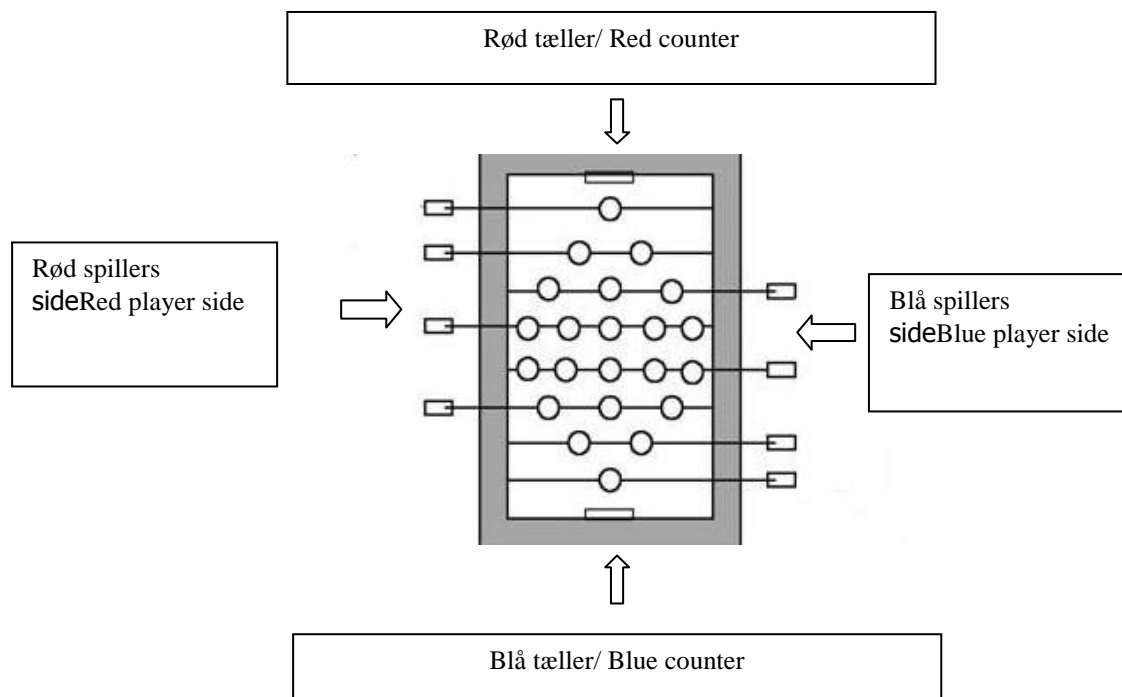 Rød tæller/ Red counter
Rød spillers
sideRed player side
Blå spillers
sideBlue player side
Blå tæller/ Blue counter